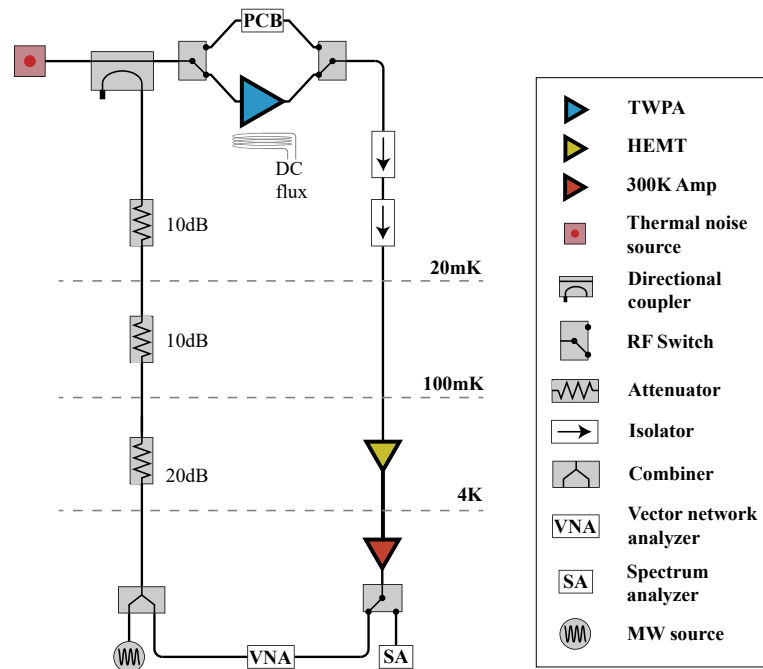 PCB
DC
flux
10dB
20mK
10dB
100mK
20dB
4K
VNA
SA
TWPA
HEMT
300K Amp
Thermal noise
source
Directional
coupler
RF Switch
Attenuator
Isolator
Combiner
VNA
Vector network
analyzer
SA
Spectrum
analyzer
MW source